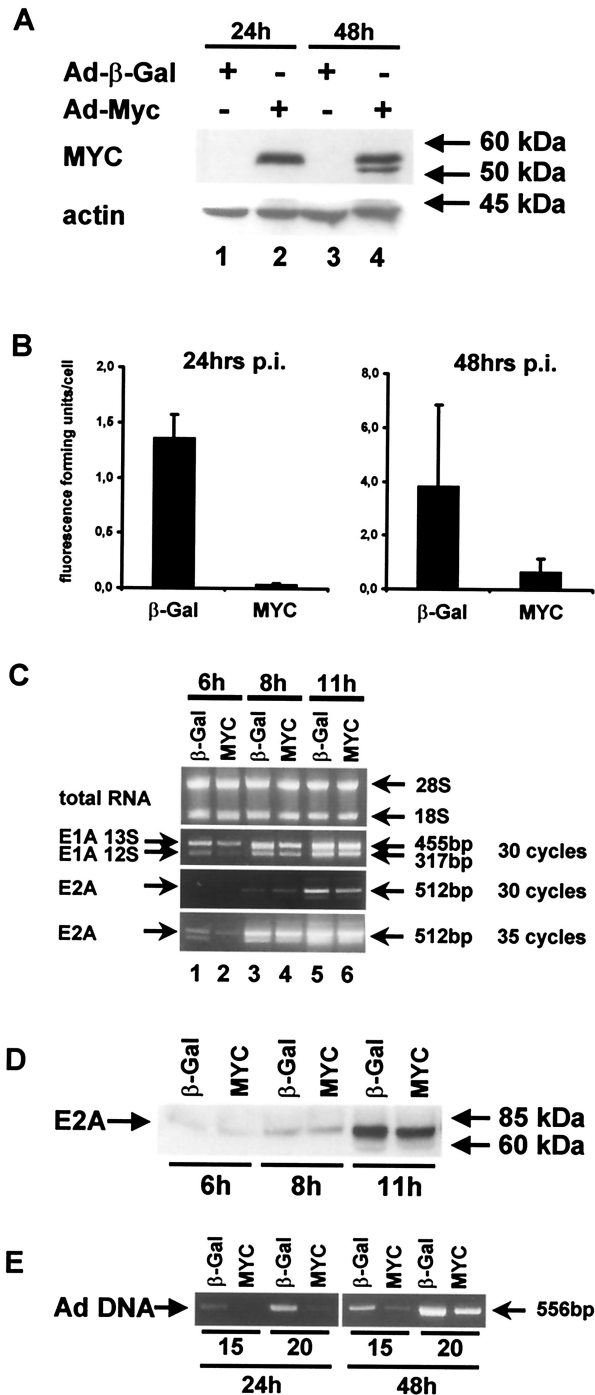 A
24h 48h
Ad-β-Gal + - + -
Ad-Myc - + - +
MYC
60 kDa
50 kDa
actin
45 kDa
1 2 3 4
B
24hrs p.i. 48hrs p.i.
fluorescence forming units/cell
2,0
1,5
1,0
0,5
0,0
β-Gal MYC
8,0
6,0
4,0
2,0
0,0
β-Gal MYC
C
6h 8h 11h
β-Gal MYC β-Gal MYC β-Gal MYC
total RNA
28S
18S
E1A 13S 455bp
E1A 12S 317bp 30 cycles
E2A 512bp 30 cycles
E2A 512bp 35 cycles
1 2 3 4 5 6
D
β-Gal MYC β-Gal MYC β-Gal MYC
E2A
85 kDa
60 kDa
6h 8h 11h
E
β-Gal MYC β-Gal MYC β-Gal MYC β-Gal MYC
Ad DNA 556bp
15 20 15 20
24h 48h